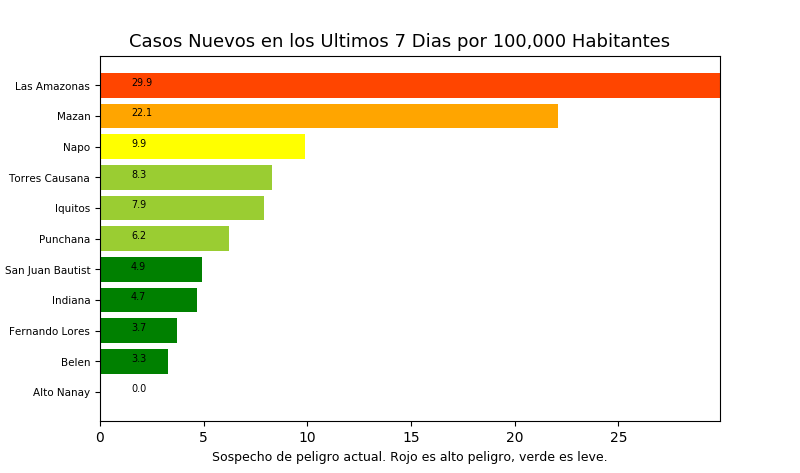 Casos Nuevos en los Ultimos 7 Dias por 100,000 Habitantes
Las Amazonas 29.9
Mazan 22.1
Napo 9.9
Torres Causana 8.3
Iquitos 7.9
Punchana 6.2
San Juan Bautist 4.9
Indiana 4.7
Fernando Lores 3.7
Belen 3.3
Alto Nanay 0.0
0 5 10 15 20 25
Sospecho de peligro actual. Rojo es alto peligro, verde es leve.